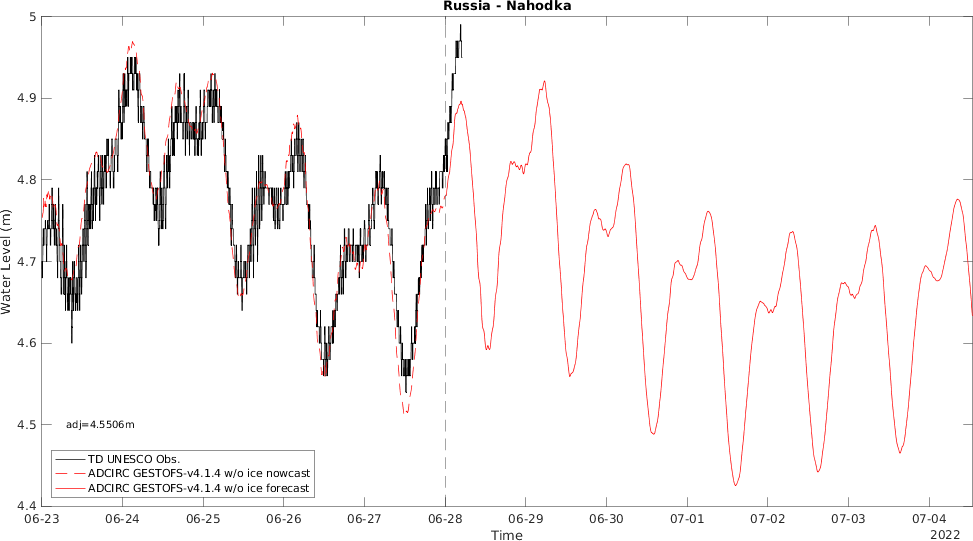 Russia - Nahodka
5
4.9
4.8
4.7
4.6
4.5
4.4
Water Level (m)
adj=4.5506m
TD UNESCO Obs.
ADCIRC GESTOFS-v4.1.4 w/o ice nowcast
ADCIRC GESTOFS-v4.1.4 w/o ice forecast
06-23 06-24 06-25 06-26 06-27 06-28 06-29 06-30 07-01 07-02 07-03 07-04
Time
2022